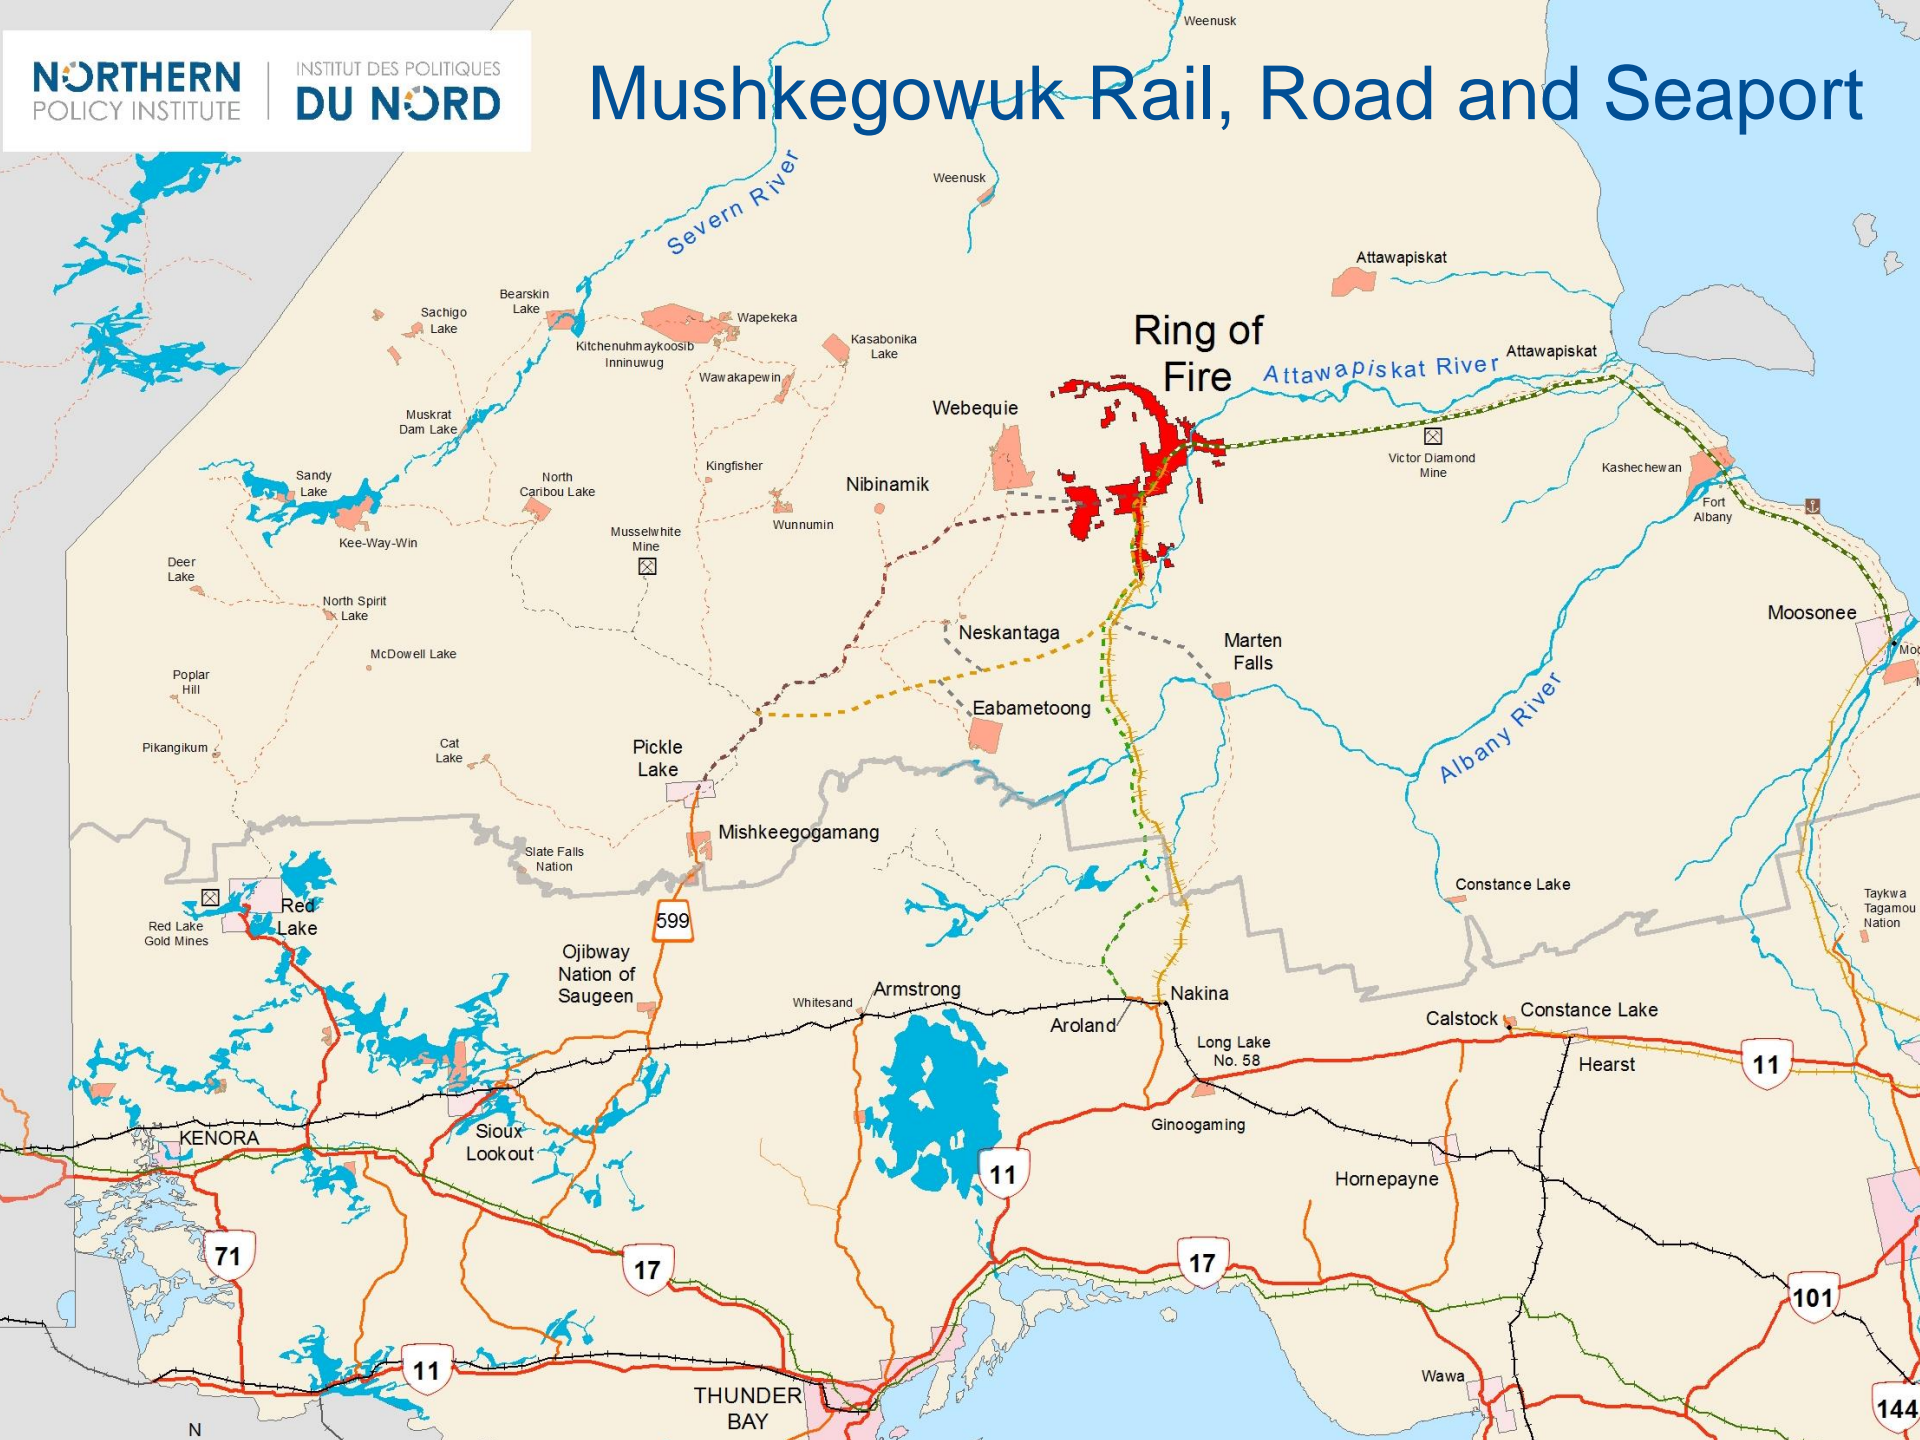 Weenusk
NORTHERN
POLICY INSTITUTE
INSTITUT DES POLITIQUES
DU NORD
Mushkegowuk Rail, Road and Seaport
Severn River
Weenusk
Attawapiskat
Bearskin
Lake
Sachigo
Lake
Wapekeka
Kitchenuhmaykoosib
Inninuwug
Kasabonika
Lake
Wawakapewin
Ring of
Fire
Attawapiskat River
Attawapiskat
Muskrat
Dam Lake
Webequie
Victor Diamond
Mine
Kashechewan
Fort
Albany
Sandy
Lake
Kee-Way-Win
North
Caribou Lake
Kingfisher
Nibinamik
Wunnumin
Musselwhite
Mine
Deer
Lake
North Spirit
Lake
McDowell Lake
Poplar
Hill
Pikangikum
Cat
Lake
Neskantaga
Marten
Falls
Moosonee
Moo
Eabametoong
Albany River
Pickle
Lake
Mishkeegogamang
Slate Falls
Nation
Constance Lake
Taykwa
Tagamou
Nation
Red
Lake
Red Lake
Gold Mines
599
Ojibway
Nation of
Saugeen
Whitesand
Armstrong
Nakina
Aroland
Long Lake
No. 58
Calstock
Constance Lake
Hearst
11
Ginoogaming
KENORA
Sioux
Lookout
11
Hornepayne
71
17
17
101
11
THUNDER
BAY
Wawa
144
N